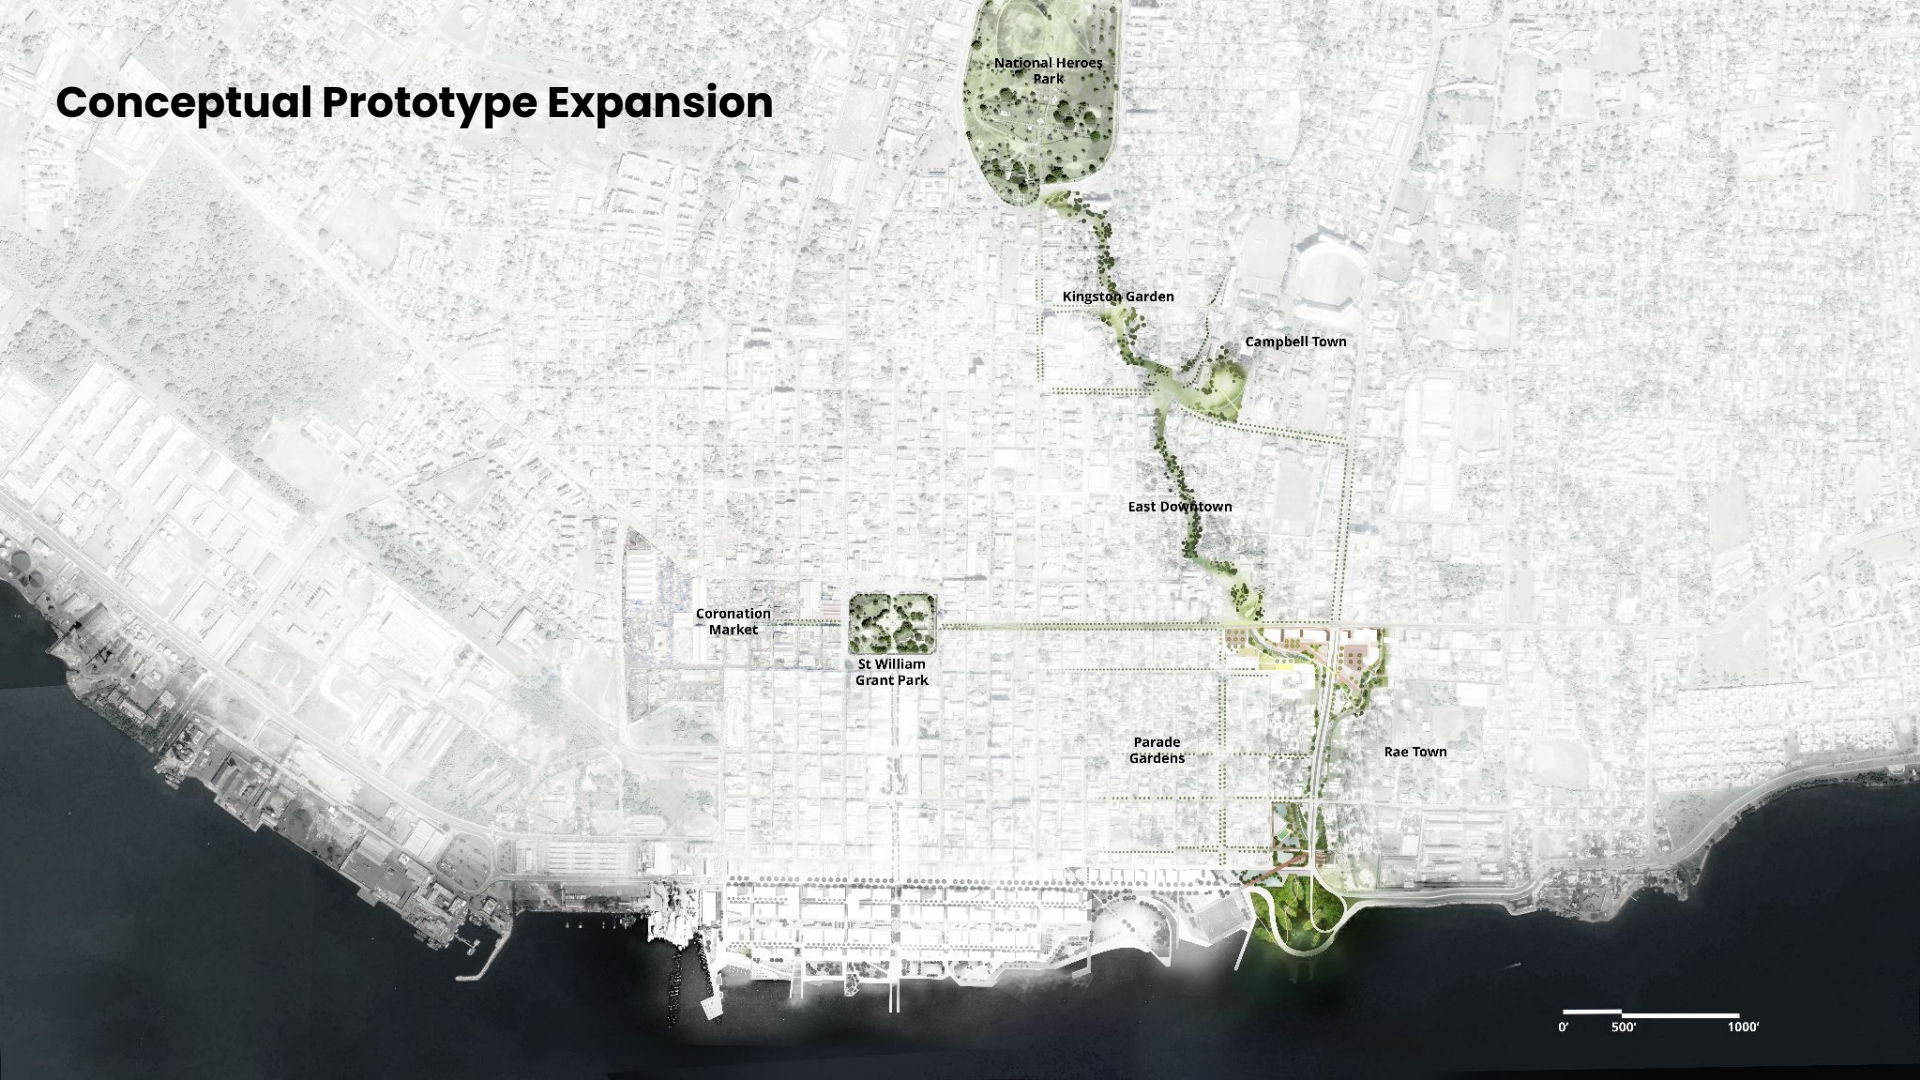 Conceptual Prototype Expansion
National Heroes
Park
Kingston Garden
Campbell Town
East Downtown
Coronation
Market
St William
Grant Park
Parade
Gardens
Rae Town
0' 500' 1000'